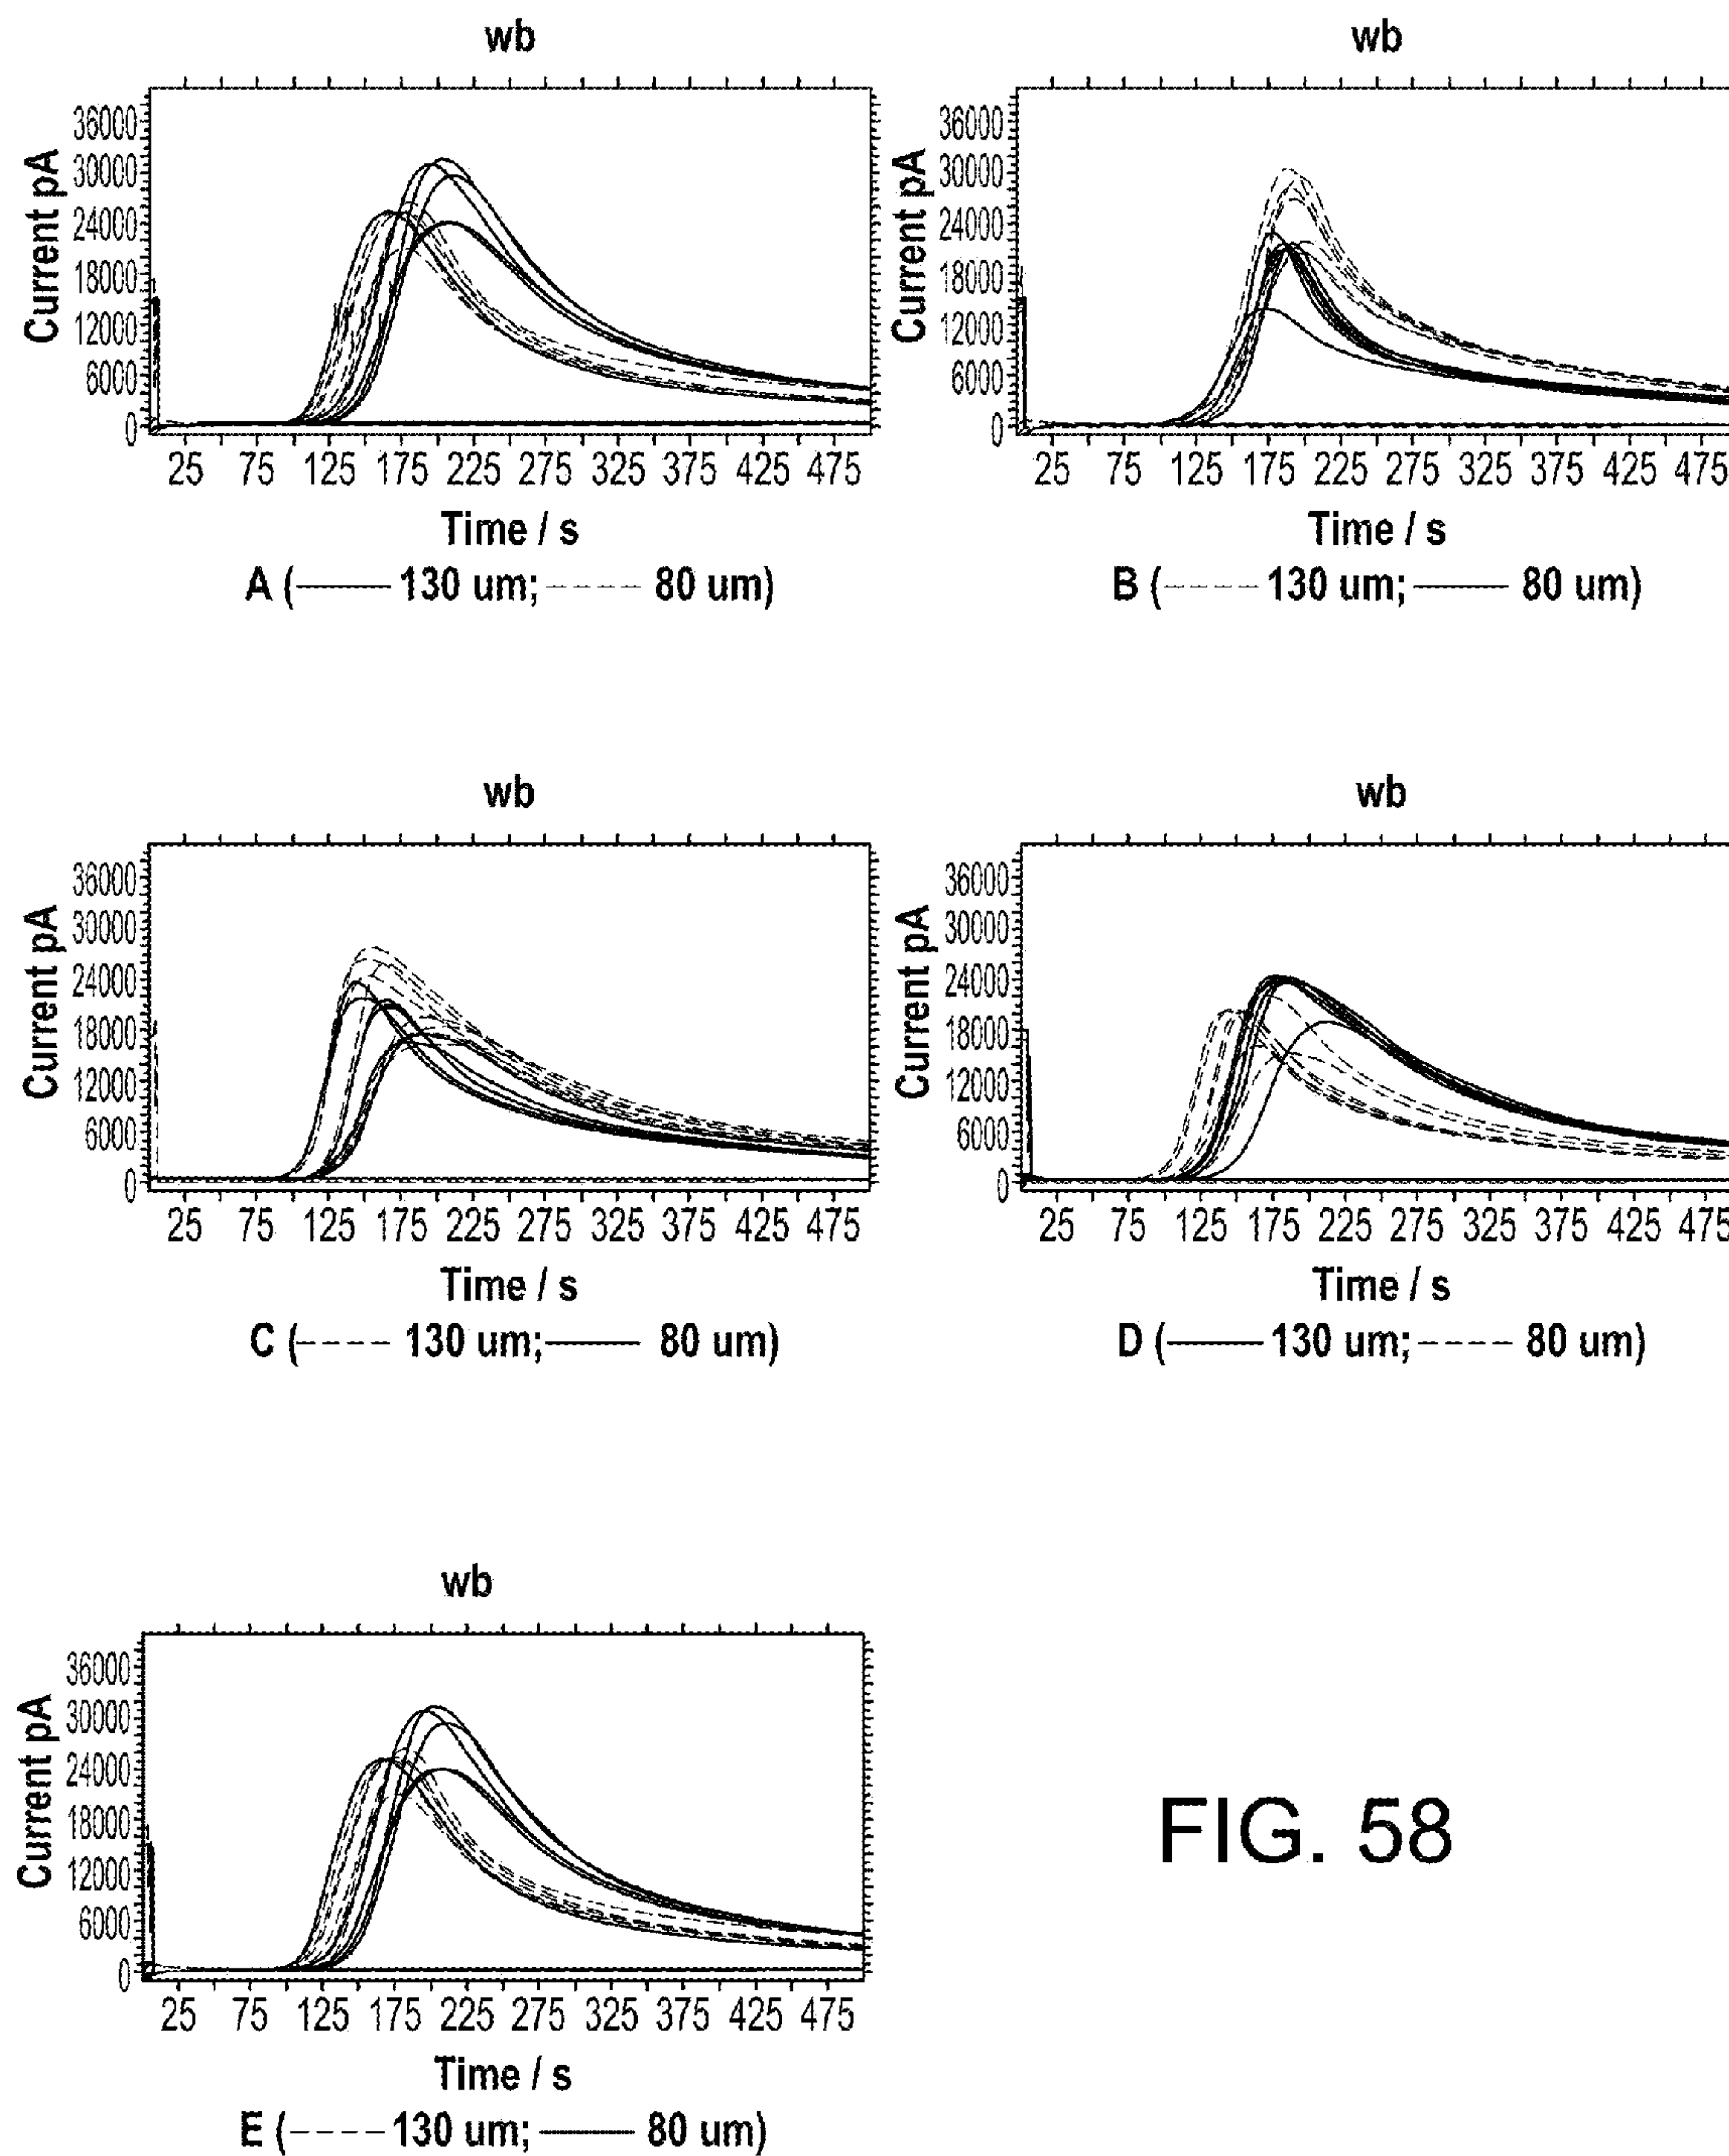 wb
Current pA
36000
30000
24000
18000
12000
6000
0
25 75 125 175 225 275 325 375 425 475
Time / s
A (—— 130 um; ---- 80 um)
wb
Current pA
36000
30000
24000
18000
12000
6000
0
25 75 125 175 225 275 325 375 425 475
Time / s
B (---- 130 um; —— 80 um)
wb
Current pA
36000
30000
24000
18000
12000
6000
0
25 75 125 175 225 275 325 375 425 475
Time / s
C (---- 130 um; —— 80 um)
wb
Current pA
36000
30000
24000
18000
12000
6000
0
25 75 125 175 225 275 325 375 425 475
Time / s
D (—— 130 um; ---- 80 um)
wb
Current pA
36000
30000
24000
18000
12000
6000
0
25 75 125 175 225 275 325 375 425 475
Time / s
E (---- 130 um; —— 80 um)
FIG. 58